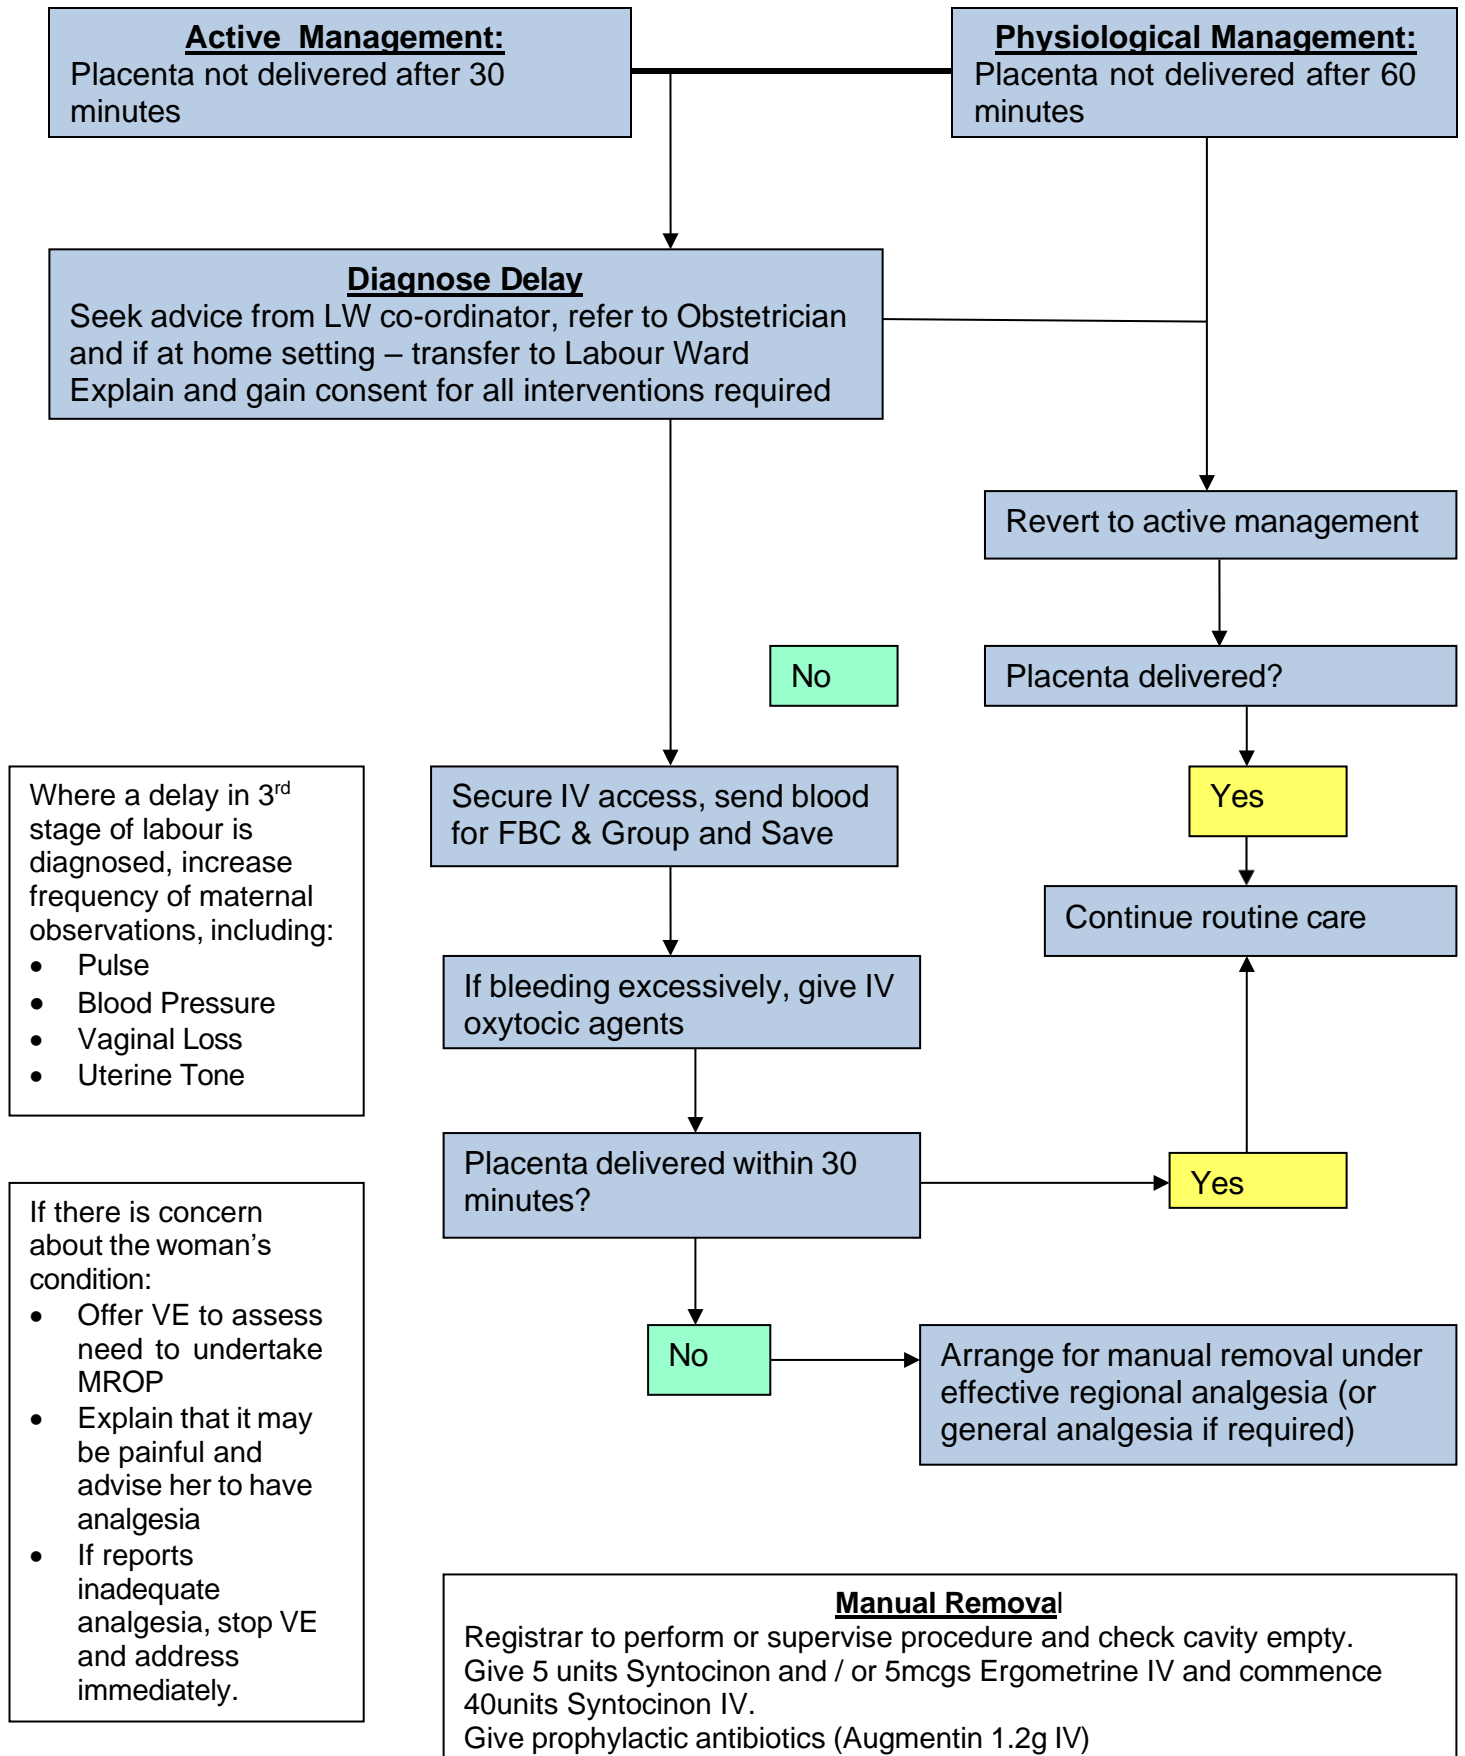 Active Management:
Placenta not delivered after 30
minutes
Physiological Management:
Placenta not delivered after 60
minutes
Diagnose Delay
Seek advice from LW co-ordinator, refer to Obstetrician
and if at home setting – transfer to Labour Ward
Explain and gain consent for all interventions required
Revert to active management
No
Placenta delivered?
Where a delay in 3rd
stage of labour is
diagnosed, increase
frequency of maternal
observations, including:
• Pulse
• Blood Pressure
• Vaginal Loss
• Uterine Tone
Secure IV access, send blood
for FBC & Group and Save
Yes
Continue routine care
If bleeding excessively, give IV
oxytocic agents
Placenta delivered within 30
minutes?
Yes
If there is concern
about the woman’s
condition:
• Offer VE to assess
need to undertake
MROP
• Explain that it may
be painful and
advise her to have
analgesia
• If reports
inadequate
analgesia, stop VE
and address
immediately.
No
Arrange for manual removal under
effective regional analgesia (or
general analgesia if required)
Manual Removal
Registrar to perform or supervise procedure and check cavity empty.
Give 5 units Syntocinon and / or 5mcgs Ergometrine IV and commence
40units Syntocinon IV.
Give prophylactic antibiotics (Augmentin 1.2g IV)